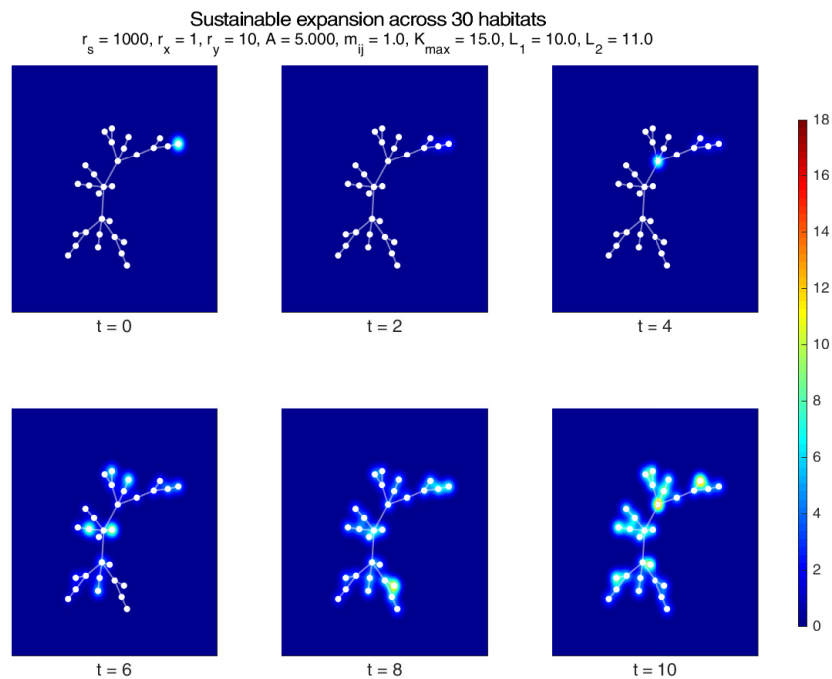 Sustainable expansion across 30 habitats
r_s = 1000, r_x = 1, r_y = 10, A = 5.000, m_ij = 1.0, K_max = 15.0, L_1 = 10.0, L_2 = 11.0
t = 0
t = 2
t = 4
t = 6
t = 8
t = 10
18
16
14
12
10
8
6
4
2
0